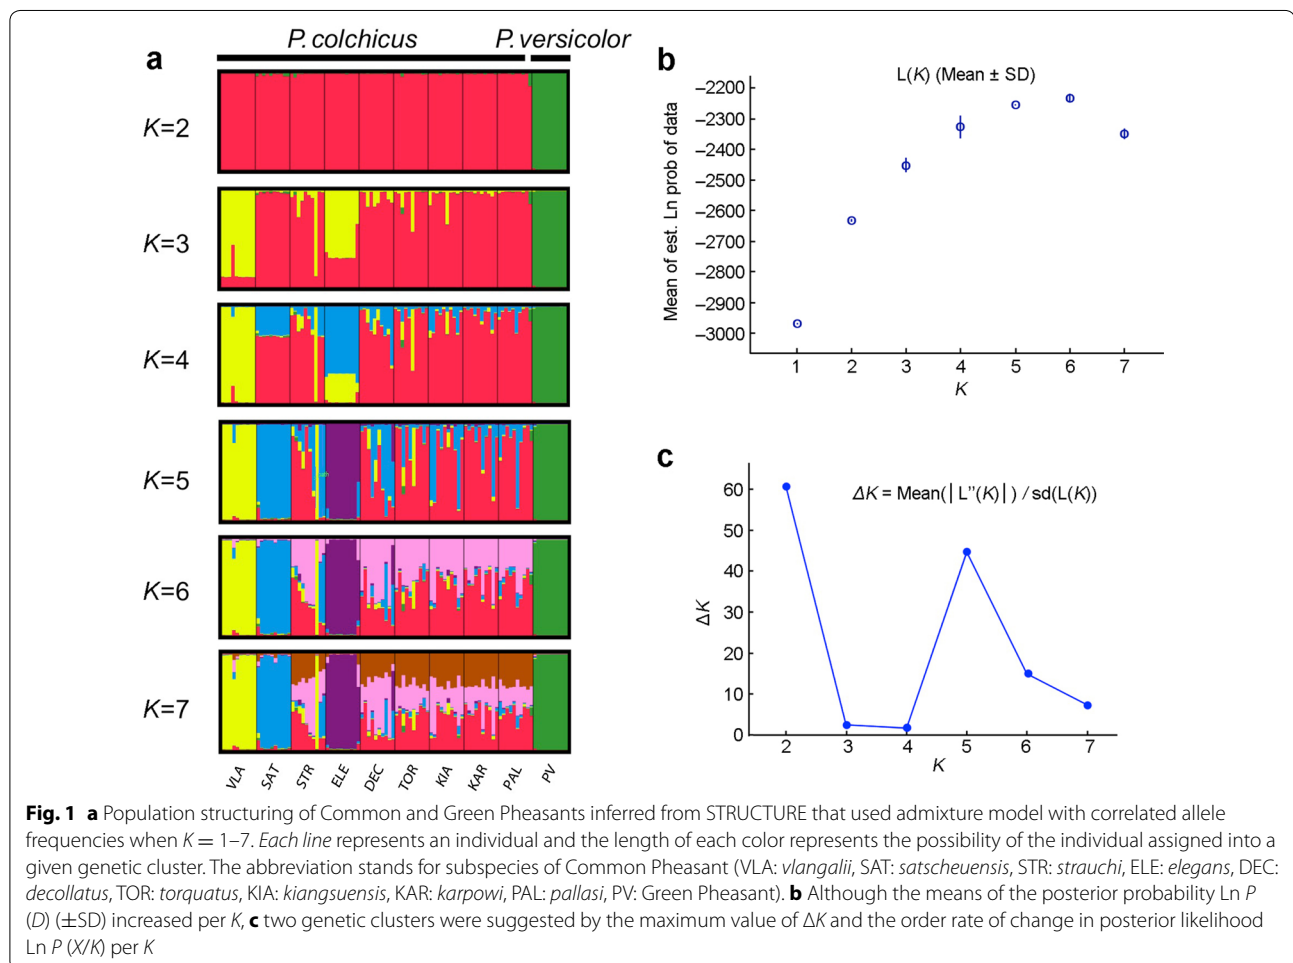 P. colchicus
P. versicolor
a
K=2
K=3
K=4
K=5
K=6
K=7
VLA
SAT
STR
ELE
DEC
TOR
KIA
KAR
PAL
PV
b
L(K) (Mean ± SD)
Mean of est. Ln prob of data
−2200
−2300
−2400
−2500
−2600
−2700
−2800
−2900
−3000
1 2 3 4 5 6 7
K
c
ΔK = Mean(|L”(K)|) / sd(L(K))
ΔK
60
50
40
30
20
10
0
2 3 4 5 6 7
K
Fig. 1 a Population structuring of Common and Green Pheasants inferred from STRUCTURE that used admixture model with correlated allele
frequencies when K = 1–7. Each line represents an individual and the length of each color represents the possibility of the individual assigned into a
given genetic cluster. The abbreviation stands for subspecies of Common Pheasant (VLA: vlangalii, SAT: satscheuensis, STR: strauchi, ELE: elegans, DEC:
decollatus, TOR: torquatus, KIA: kiangsuensis, KAR: karpowi, PAL: pallasi, PV: Green Pheasant). b Although the means of the posterior probability Ln P
(D) (±SD) increased per K, c two genetic clusters were suggested by the maximum value of ΔK and the order rate of change in posterior likelihood
Ln P (X/K) per K